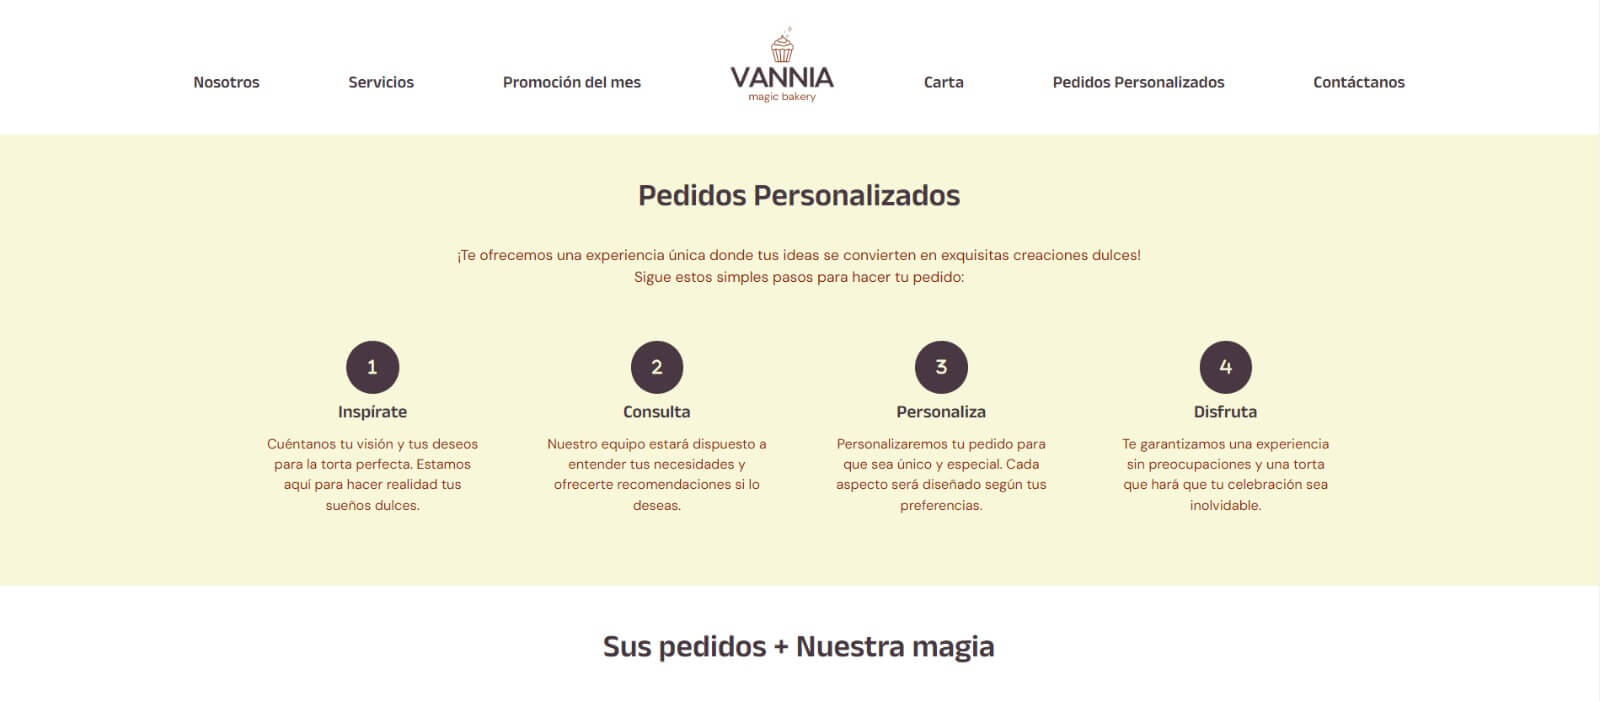 Nosotros
Servicios
Promoción del mes
VANNIA
magic bakery
Carta
Pedidos Personalizados
Contáctanos
Pedidos Personalizados
¡Te ofrecemos una experiencia única donde tus ideas se convierten en exquisitas creaciones dulces!
Sigue estos simples pasos para hacer tu pedido:
1
Inspírate
Cuéntanos tu visión y tus deseos
para la torta perfecta. Estamos
aquí para hacer realidad tus
sueños dulces.
2
Consulta
Nuestro equipo estará dispuesto a
entender tus necesidades y
ofrecerte recomendaciones si lo
deseas.
3
Personaliza
Personalizaremos tu pedido para
que sea único y especial. Cada
aspecto será diseñado según tus
preferencias.
4
Disfruta
Te garantizamos una experiencia
sin preocupaciones y una torta
que hará que tu celebración sea
inolvidable.
Sus pedidos + Nuestra magia